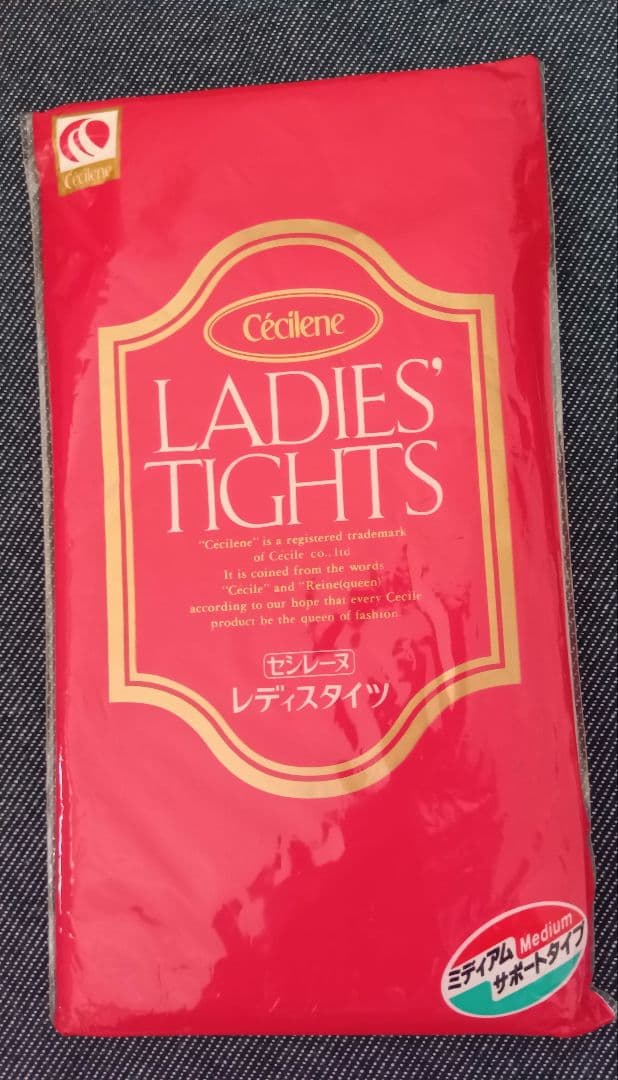 Cécilene
Cécilene
LADIES'
TIGHTS
"Cécilene" is a registered trademark
of Cécile co., ltd
It is coined from the words
"Cecile" and "Reine(queen)
according to our hope that every Cecile
product be the queen of fashion
セシレーヌ
レディスタイツ
Medium
ミディアム
サポートタイプ